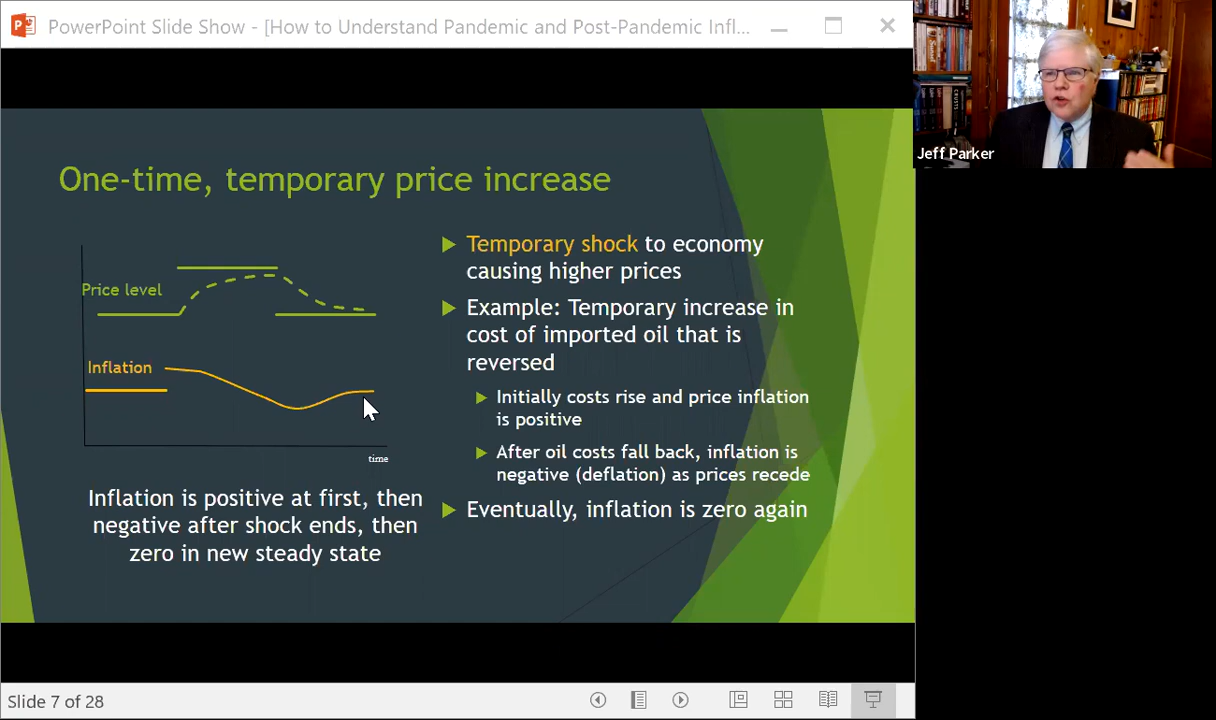 PowerPoint Slide Show - [How to Understand Pandemic and Post-Pandemic Infl...
Jeff Parker
One-time, temporary price increase
Price level
Inflation
time
Inflation is positive at first, then
negative after shock ends, then
zero in new steady state
Temporary shock to economy
causing higher prices
Example: Temporary increase in
cost of imported oil that is
reversed
Initially costs rise and price inflation
is positive
After oil costs fall back, inflation is
negative (deflation) as prices recede
Eventually, inflation is zero again
Slide 7 of 28